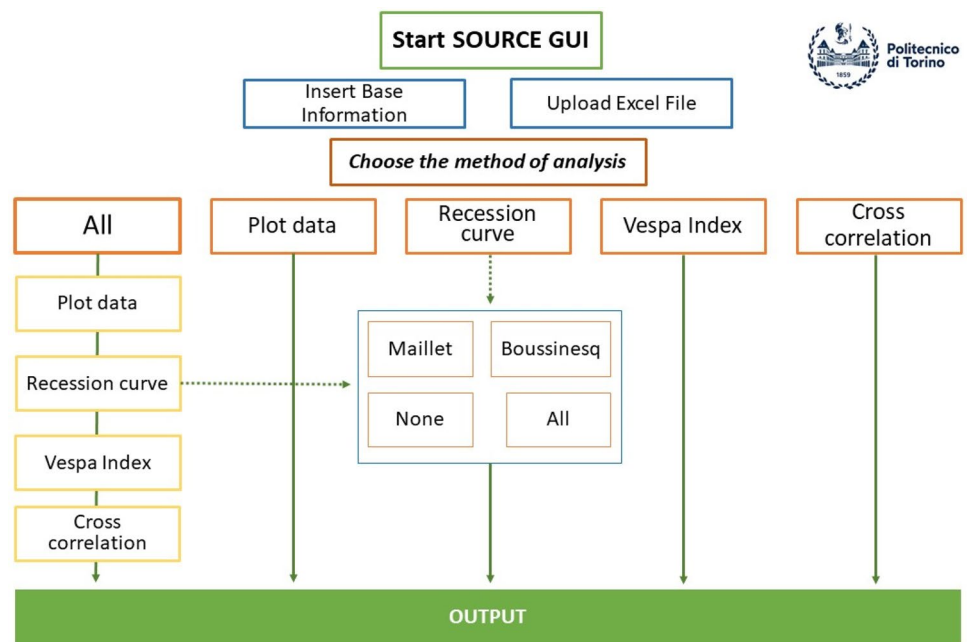 Start SOURCE GUI
Politecnico
di Torino
1859
Insert Base
Information
Upload Excel File
Choose the method of analysis
All
Plot data
Recession
curve
Vespa Index
Cross
correlation
Plot data
Recession curve
Vespa Index
Cross
correlation
Maillet
Boussinesq
None
All
OUTPUT